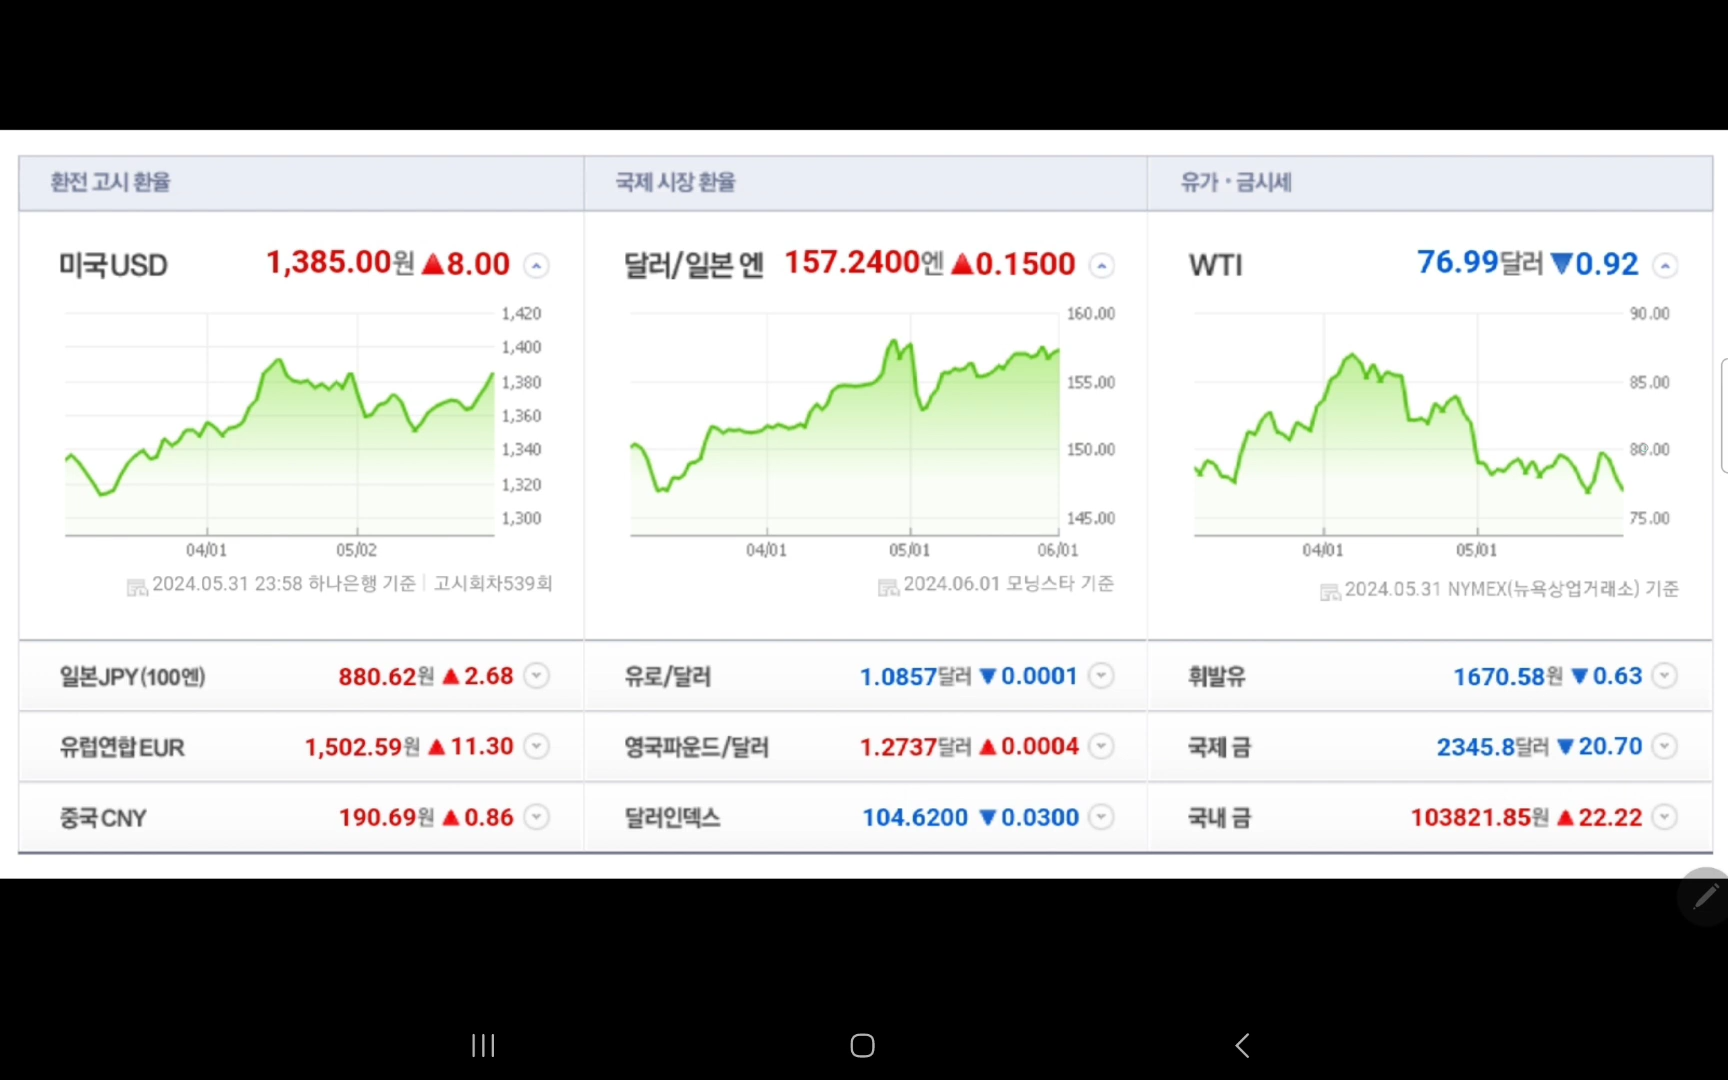 환전 고시 환율
미국USD 1,385.00원 ▲8.00
1,420
1,400
1,380
1,360
1,340
1,320
1,300
04/01 05/02
2024.05.31 23:58 하나은행 기준 | 고시회차539회
일본JPY(100엔) 880.62원 ▲2.68
유럽연합EUR 1,502.59원 ▲11.30
중국CNY 190.69원 ▲0.86
국제 시장 환율
달러/일본 엔 157.2400엔 ▲0.1500
160.00
155.00
150.00
145.00
04/01 05/01 06/01
2024.06.01 모닝스타 기준
유로/달러 1.0857달러 ▼0.0001
영국파운드/달러 1.2737달러 ▲0.0004
달러인덱스 104.6200 ▼0.0300
유가·금시세
WTI 76.99달러 ▼0.92
90.00
85.00
80.00
75.00
04/01 05/01
2024.05.31 NYMEX(뉴욕상업거래소) 기준
휘발유 1670.58원 ▼0.63
국제 금 2345.8달러 ▼20.70
국내 금 103821.85원 ▲22.22